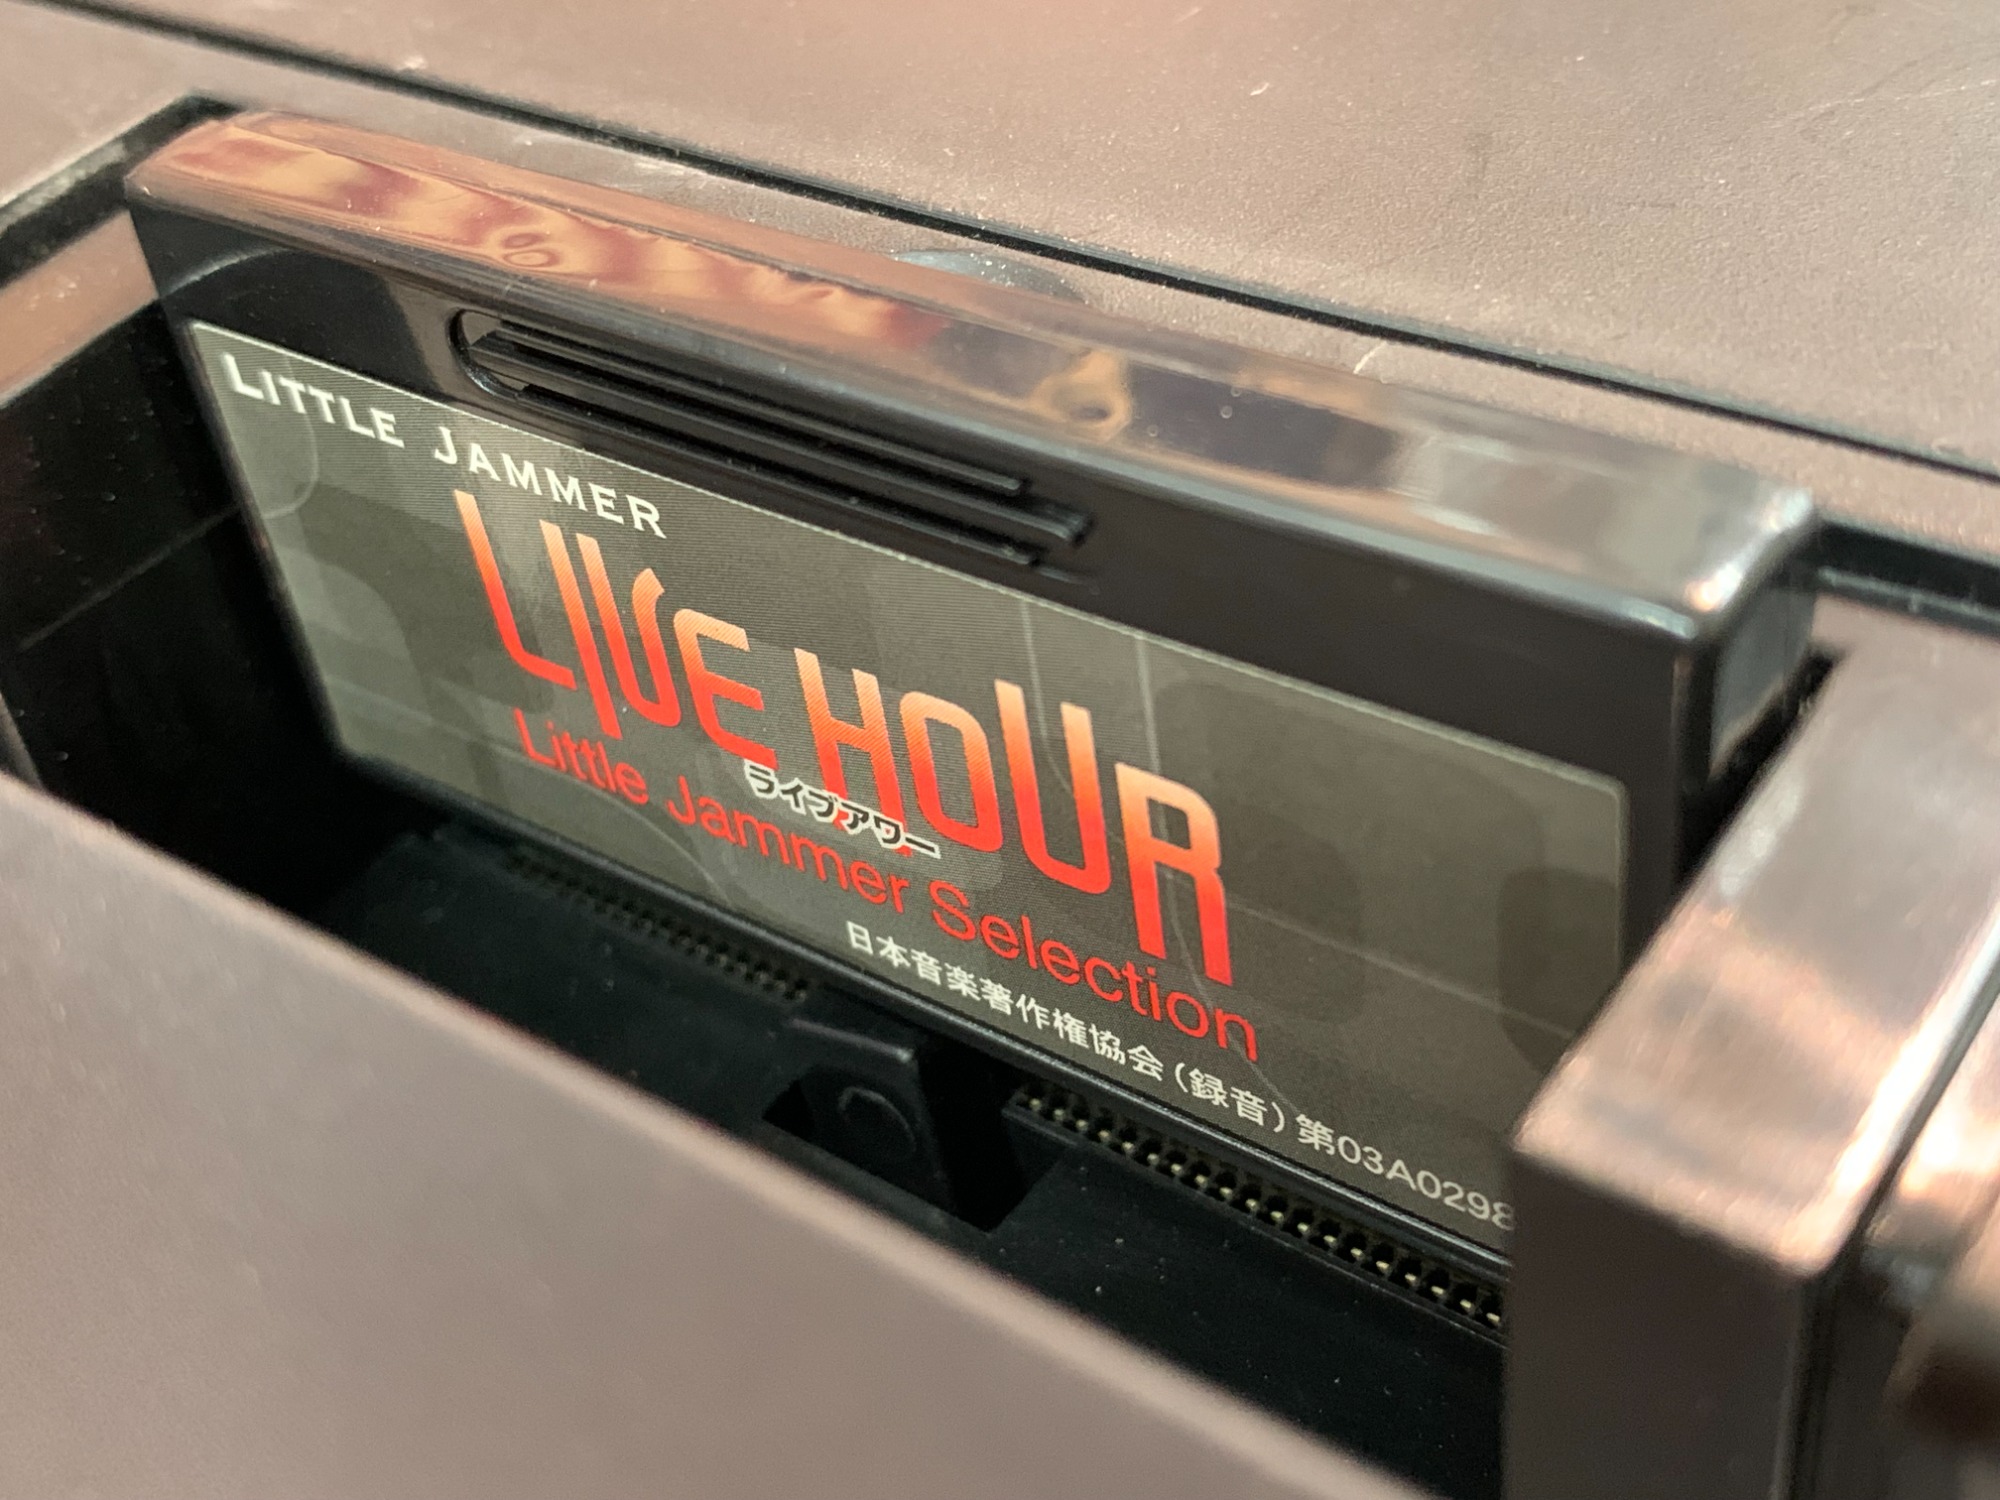 LITTLE JAMMER
LIVE HOUR
ライブアワー
Little Jammer Selection
日本音楽著作権協会(録音)第03A0298